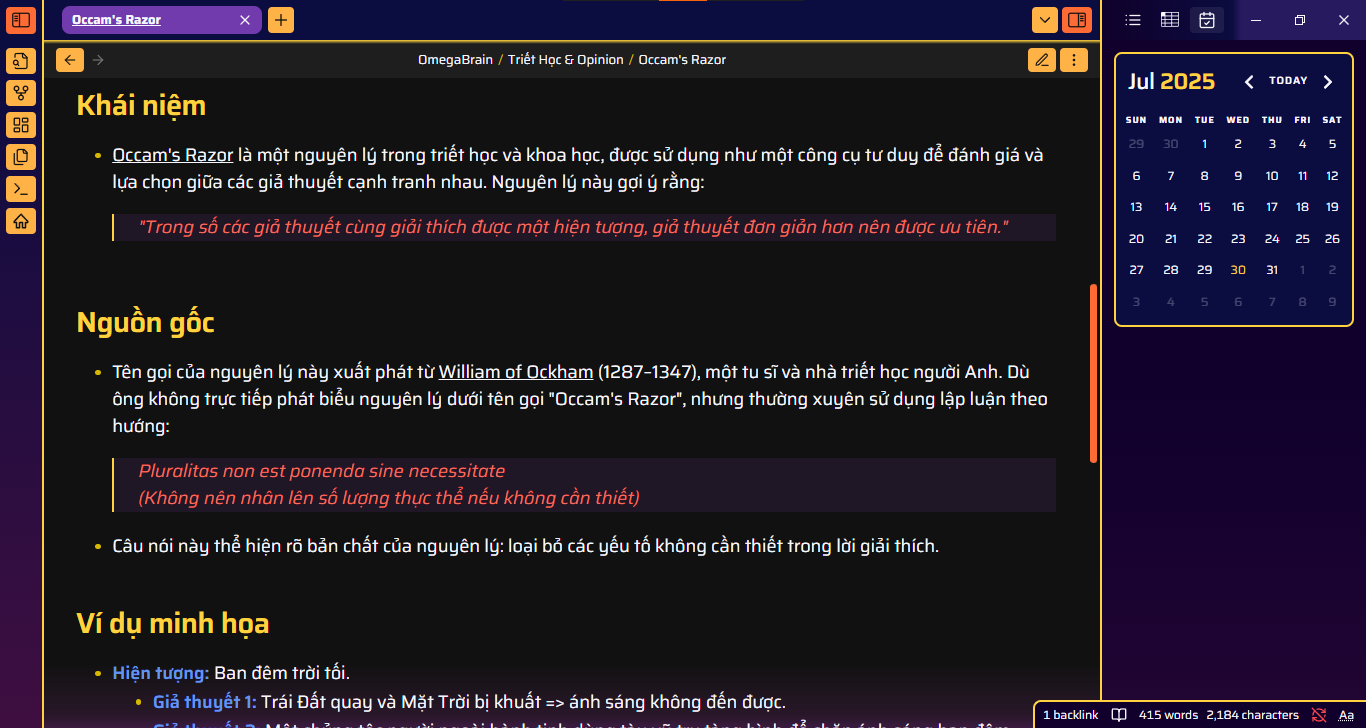 Occam's Razor
OmegaBrain / Triết Học & Opinion / Occam's Razor
Khái niệm
Occam's Razor là một nguyên lý trong triết học và khoa học, được sử dụng như một công cụ tư duy để đánh giá và
lựa chọn giữa các giả thuyết cạnh tranh nhau. Nguyên lý này gợi ý rằng:
"Trong số các giả thuyết cùng giải thích được một hiện tượng, giả thuyết đơn giản hơn nên được ưu tiên."
Nguồn gốc
Tên gọi của nguyên lý này xuất phát từ William of Ockham (1287–1347), một tu sĩ và nhà triết học người Anh. Dù
ông không trực tiếp phát biểu nguyên lý dưới tên gọi "Occam's Razor", nhưng thường xuyên sử dụng lập luận theo
hướng:
Pluralitas non est ponenda sine necessitate
(Không nên nhân lên số lượng thực thể nếu không cần thiết)
Câu nói này thể hiện rõ bản chất của nguyên lý: loại bỏ các yếu tố không cần thiết trong lời giải thích.
Ví dụ minh họa
Hiện tượng: Ban đêm trời tối.
Giả thuyết 1: Trái Đất quay và Mặt Trời bị khuất => ánh sáng không đến được.
Jul 2025
TODAY
SUN MON TUE WED THU FRI SAT
29 30 1 2 3 4 5
6 7 8 9 10 11 12
13 14 15 16 17 18 19
20 21 22 23 24 25 26
27 28 29 30 31 1 2
3 4 5 6 7 8 9
1 backlink 415 words 2,184 characters Aa